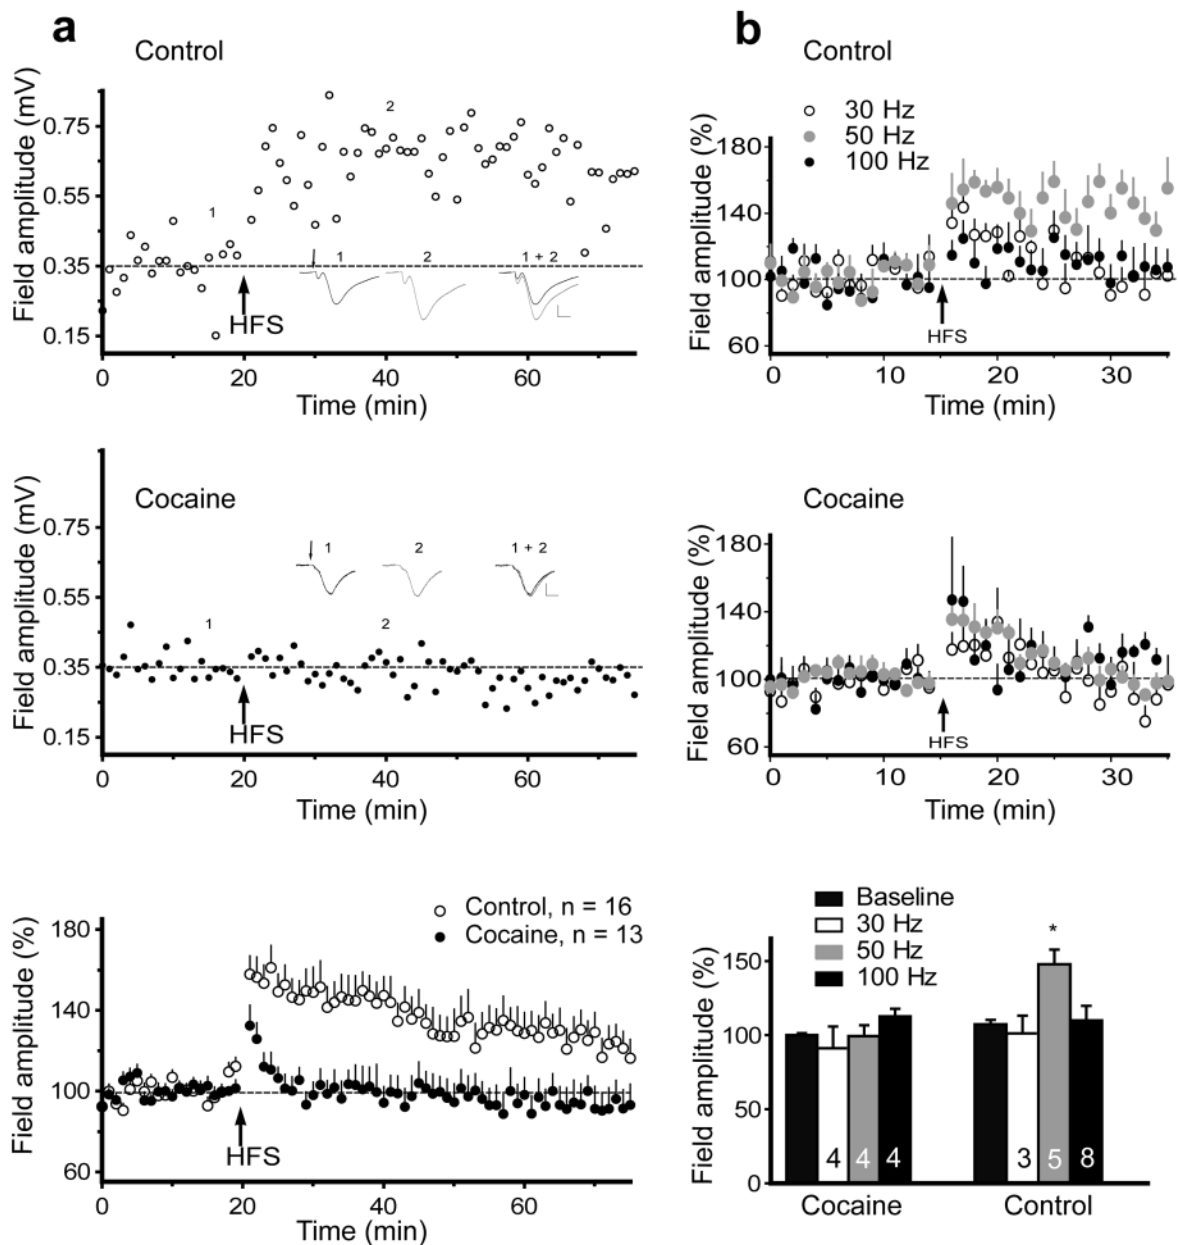 a
Control
Field amplitude (mV)
0.75
0.55
0.35
0.15
1
2
1
2
1 + 2
HFS
0
20
40
60
Time (min)
Cocaine
Field amplitude (mV)
0.75
0.55
0.35
0.15
1
2
1 + 2
1
2
HFS
0
20
40
60
Time (min)
Control, n = 16
Cocaine, n = 13
Field amplitude (%)
180
140
100
60
HFS
0
20
40
60
Time (min)
b
Control
30 Hz
50 Hz
100 Hz
Field amplitude (%)
180
140
100
60
HFS
0
10
20
30
Time (min)
Cocaine
Field amplitude (%)
180
140
100
60
HFS
0
10
20
30
Time (min)
Baseline
30 Hz
50 Hz
100 Hz
Field amplitude (%)
150
100
50
0
*
4
4
4
3
5
8
Cocaine
Control